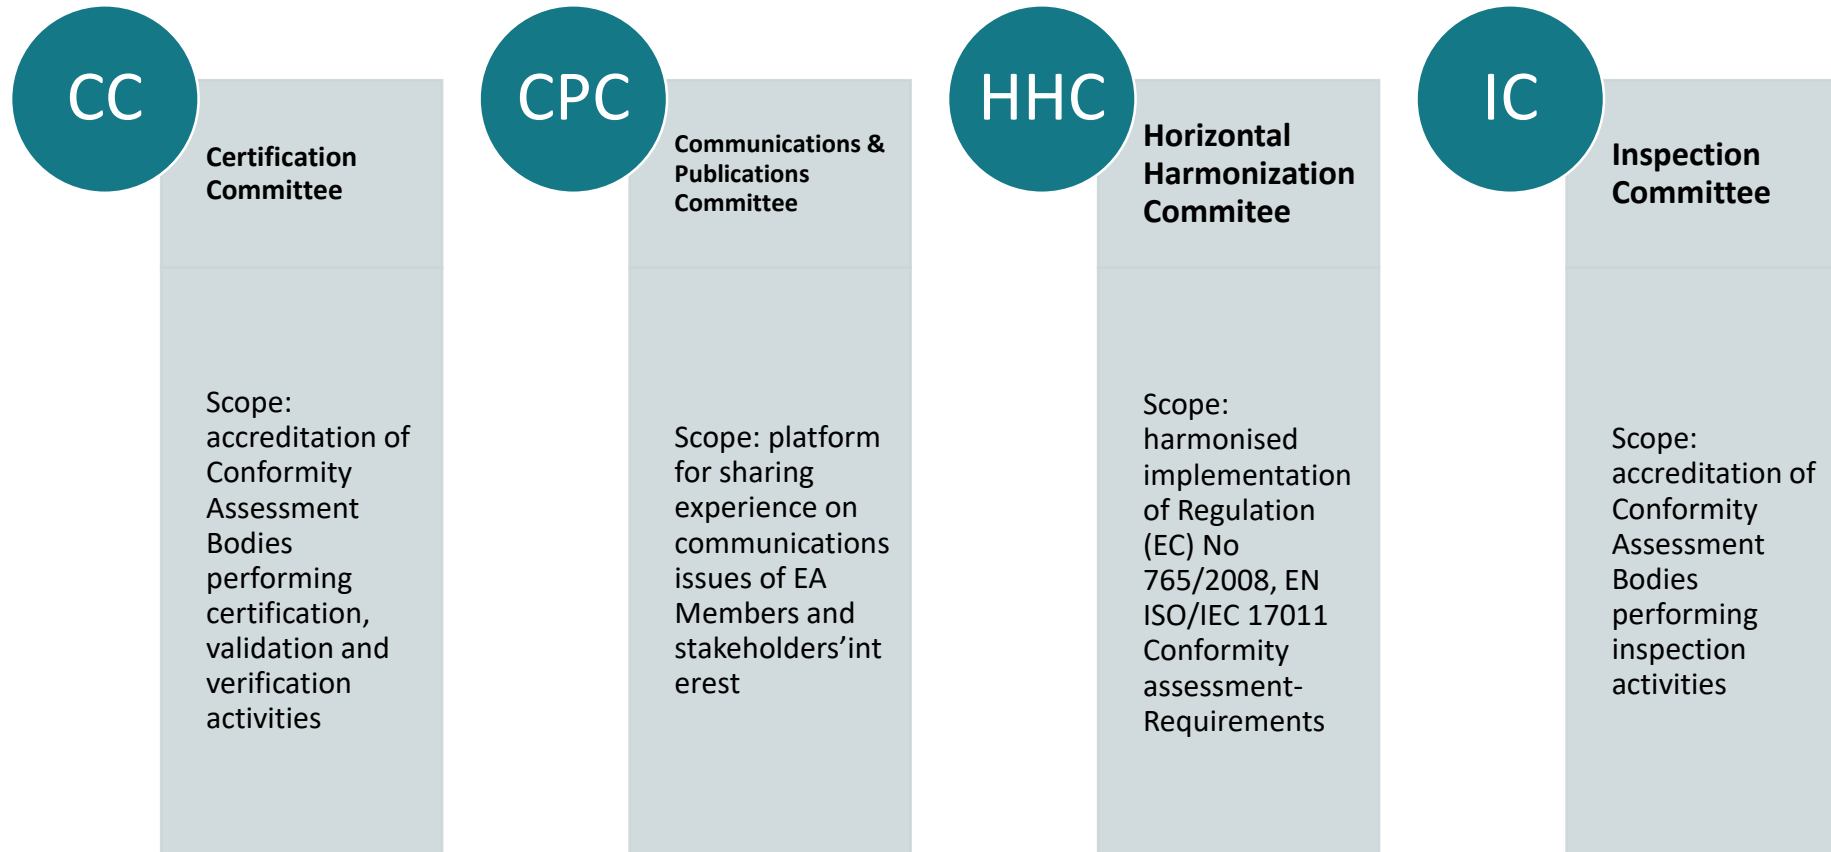 CC
Certification
Committee
Scope:
accreditation of
Conformity
Assessment
Bodies
performing
certification,
validation and
verification
activities
CPC
Communications &
Publications
Committee
Scope: platform
for sharing
experience on
communications
issues of EA
Members and
stakeholders’int
erest
HHC
Horizontal
Harmonization
Commitee
Scope:
harmonised
implementation
of Regulation
(EC) No
765/2008, EN
ISO/IEC 17011
Conformity
assessment-
Requirements
IC
Inspection
Committee
Scope:
accreditation of
Conformity
Assessment
Bodies
performing
inspection
activities